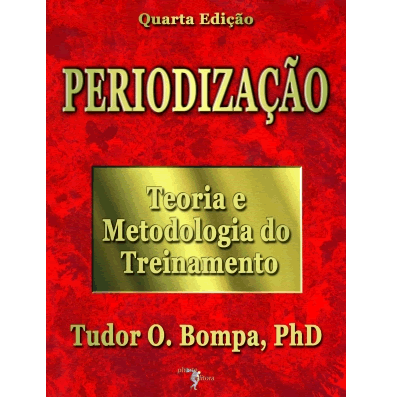 Quarta Edição
PERIODIZAÇÃO
Teoria e
Metodologia do
Treinamento
Tudor O. Bompa, PhD